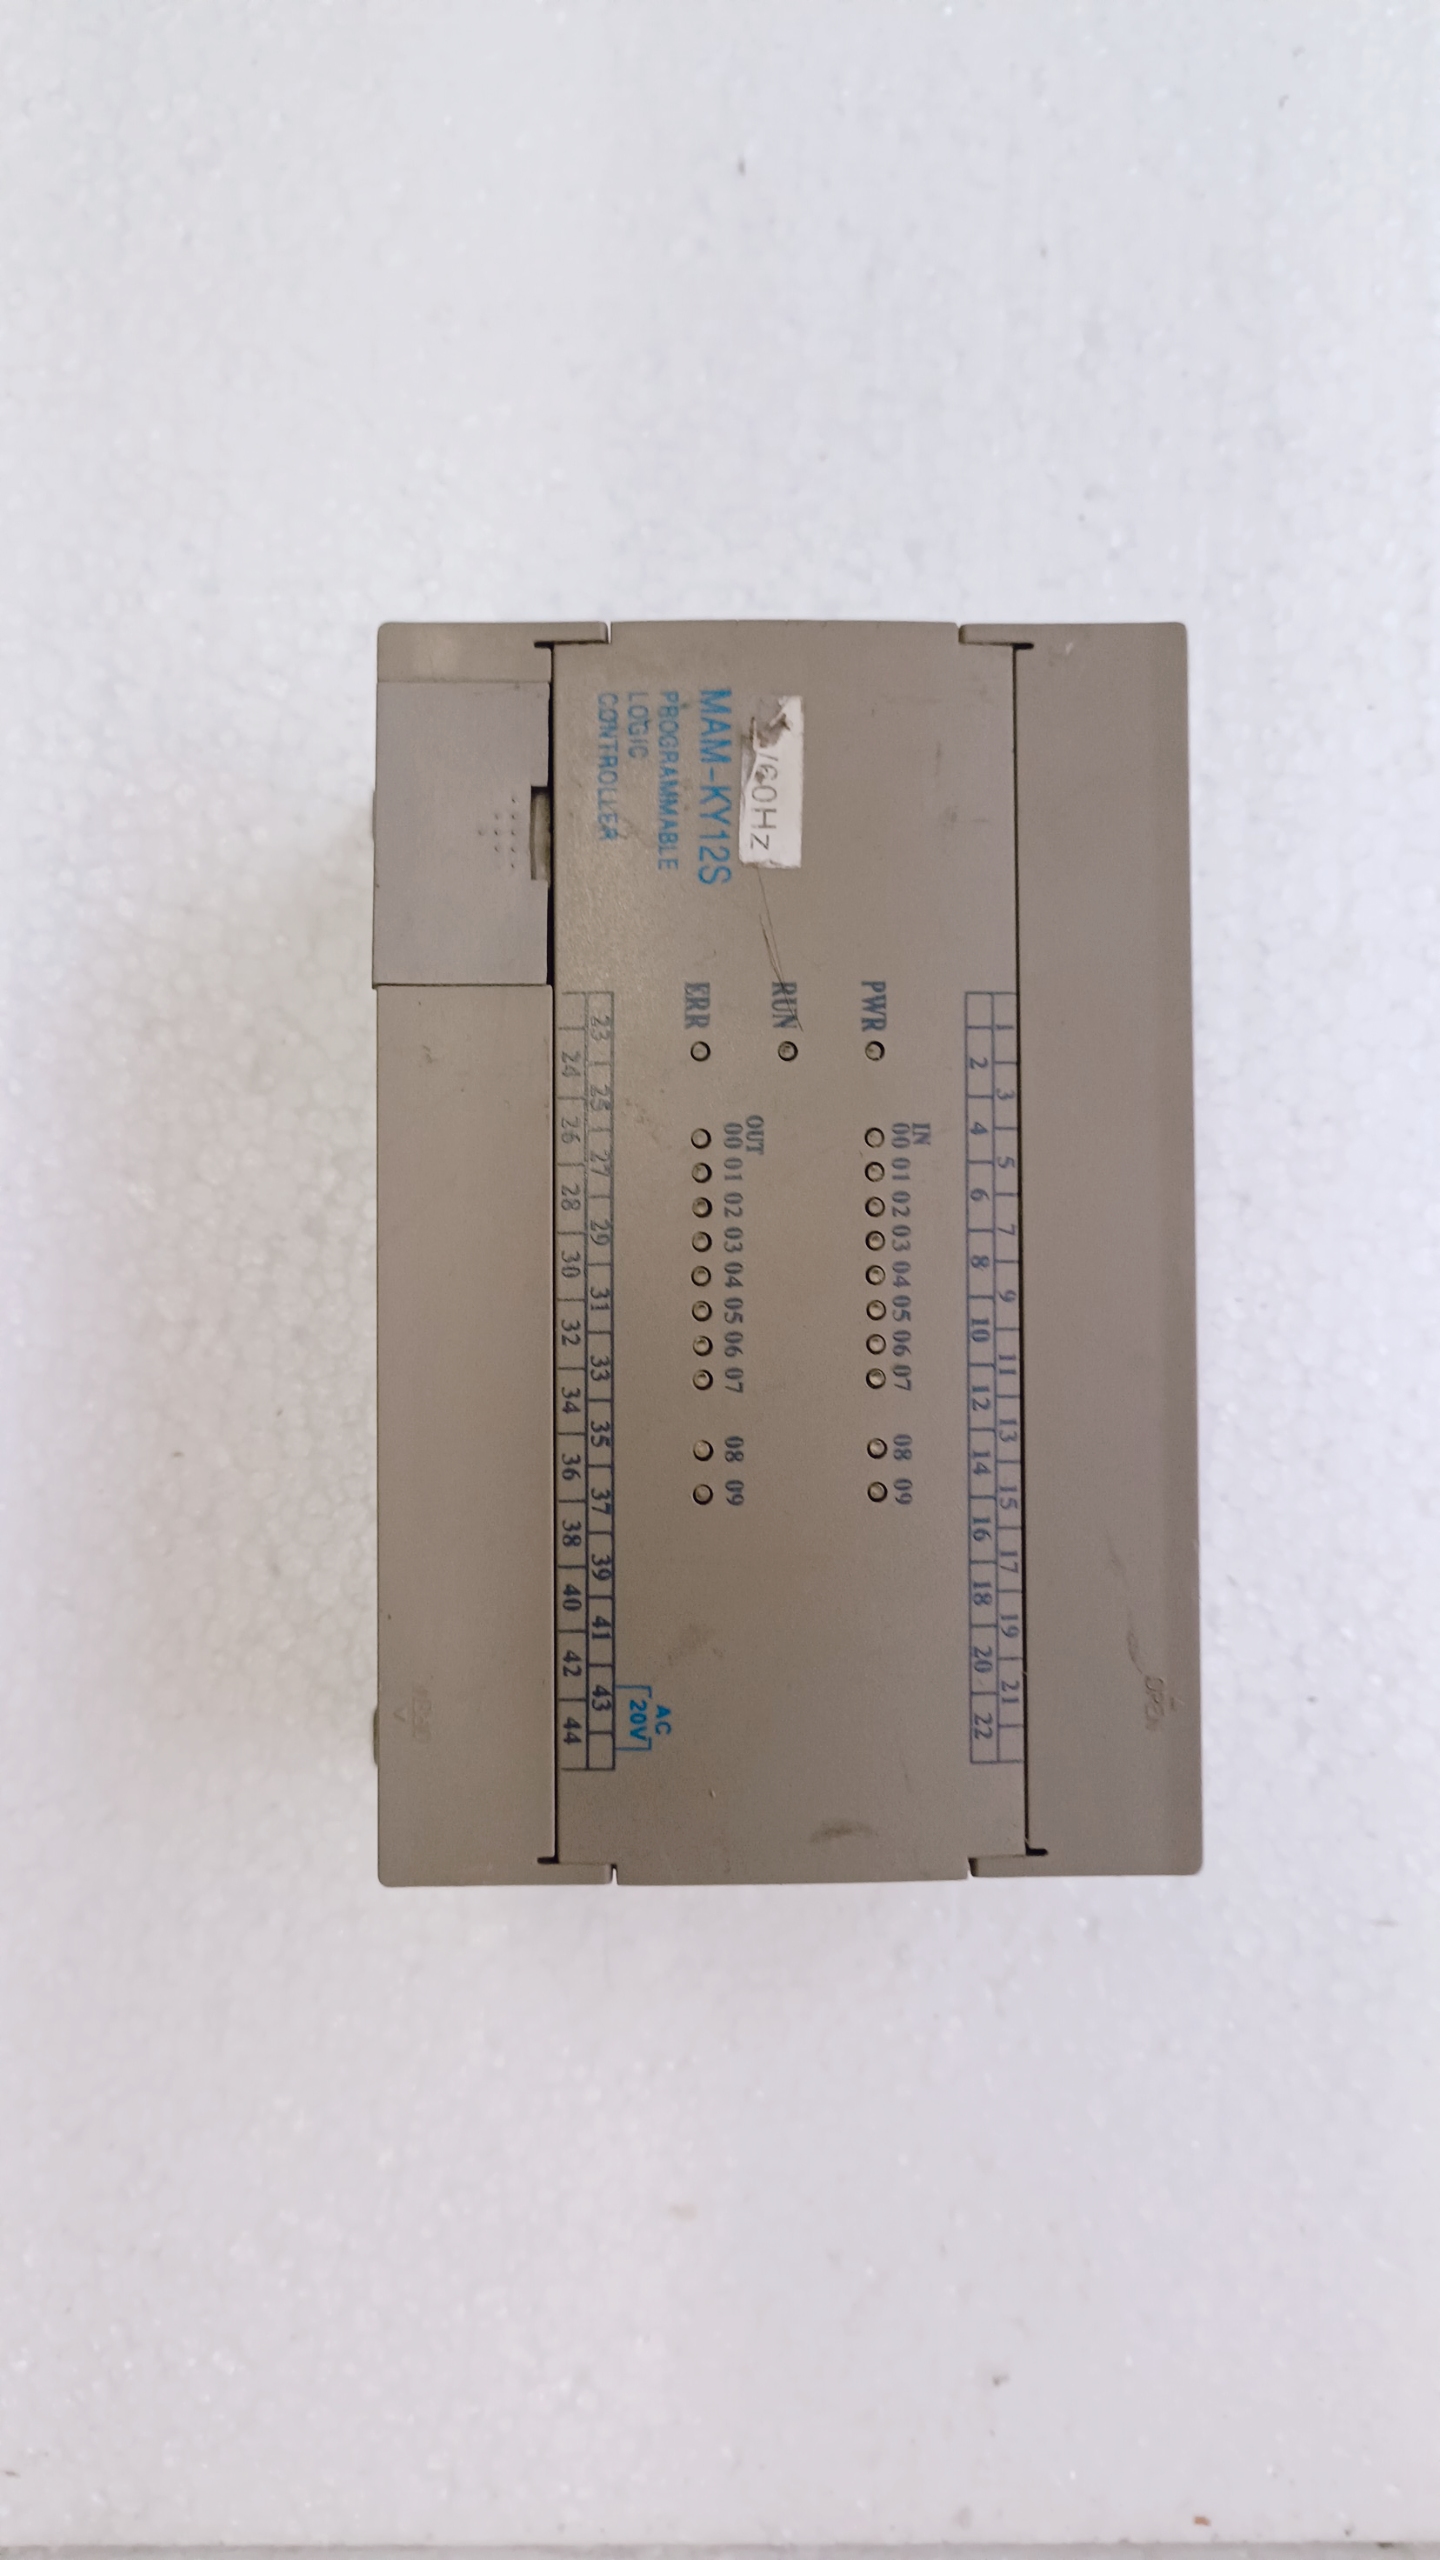 1 3 5 7 9 11 13 15 17 19 21
2 4 6 8 10 12 14 16 18 20 22
IN
00 01 02 03 04 05 06 07 08 09
PWR
/60Hz
RUN
MAM-KY12S
PROGRAMMABLE
LOGIC
CONTROLLER
OUT
00 01 02 03 04 05 06 07 08 09
ERR
AC
20V
23 25 27 29 31 33 35 37 39 41 43
24 26 28 30 32 34 36 38 40 42 44
OPEN